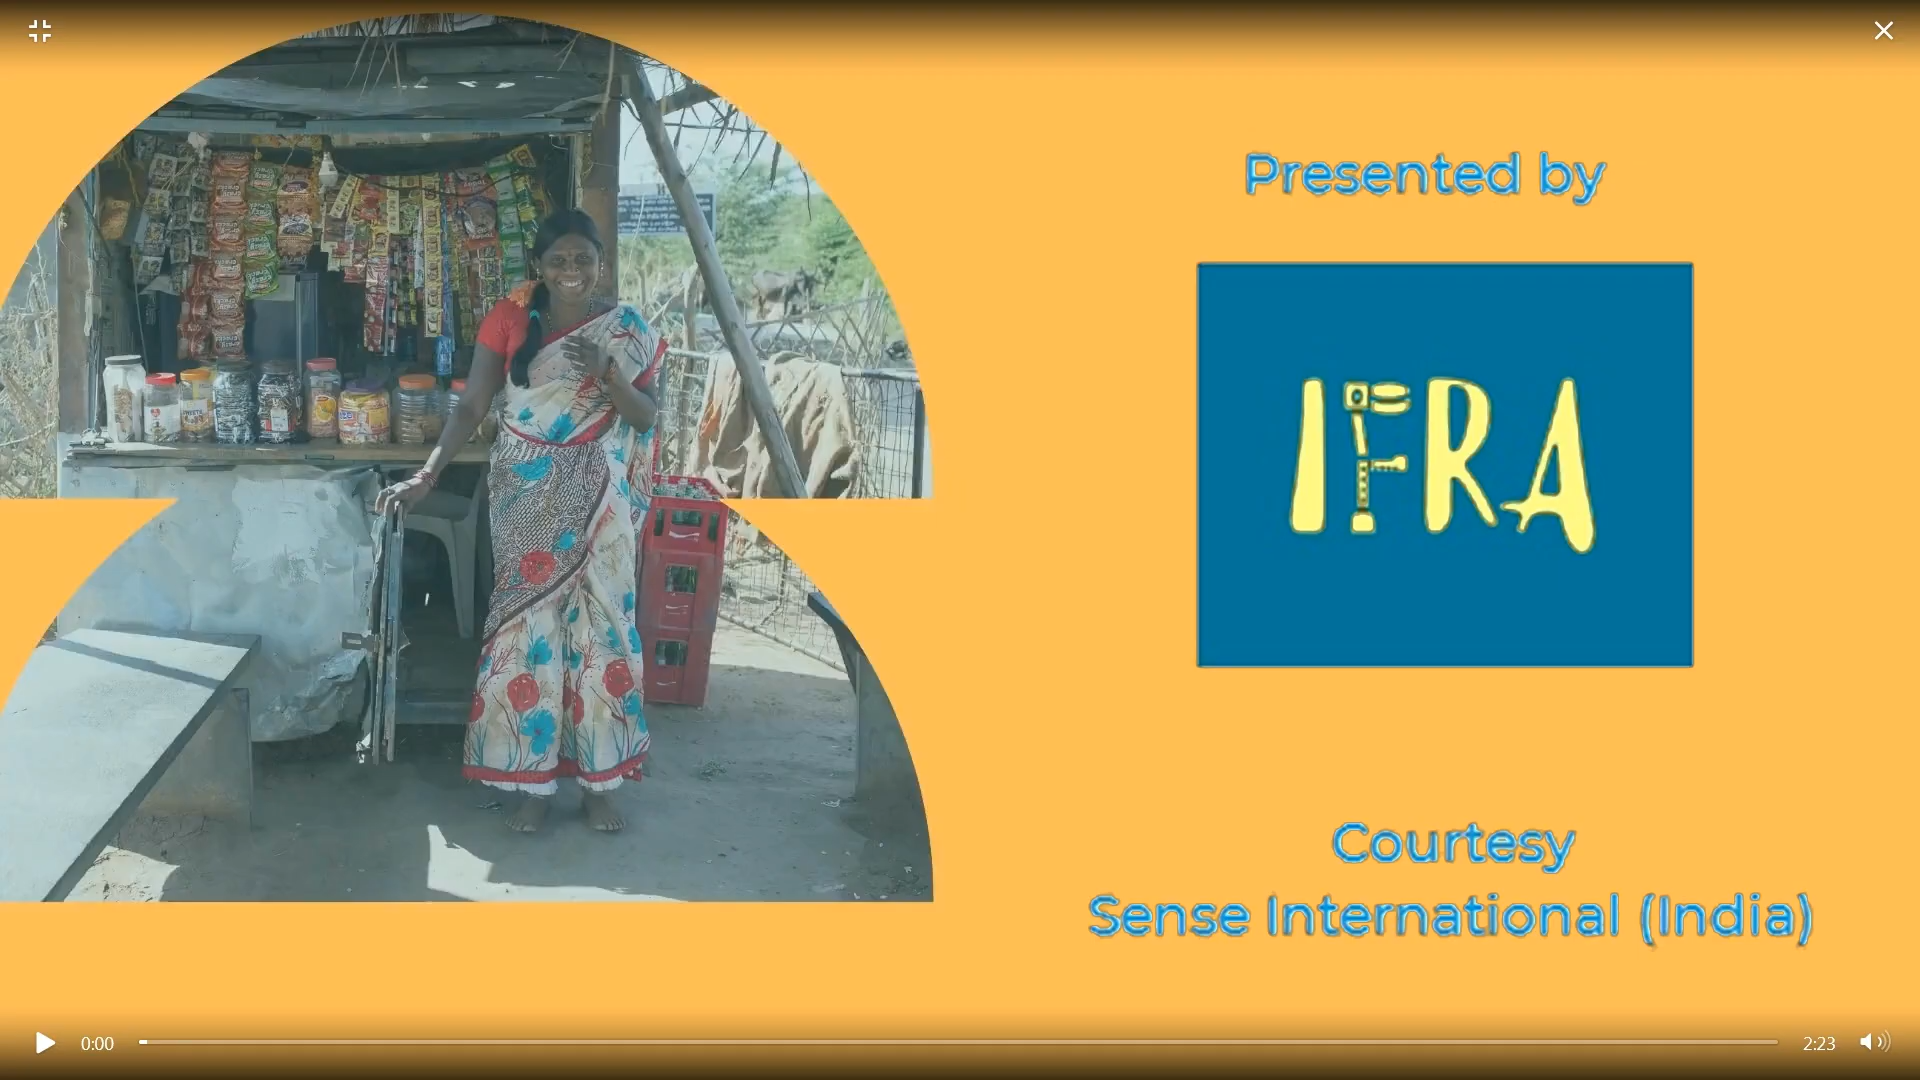 Presented by
IFRA
Courtesy
Sense International (India)
0:00
2:23